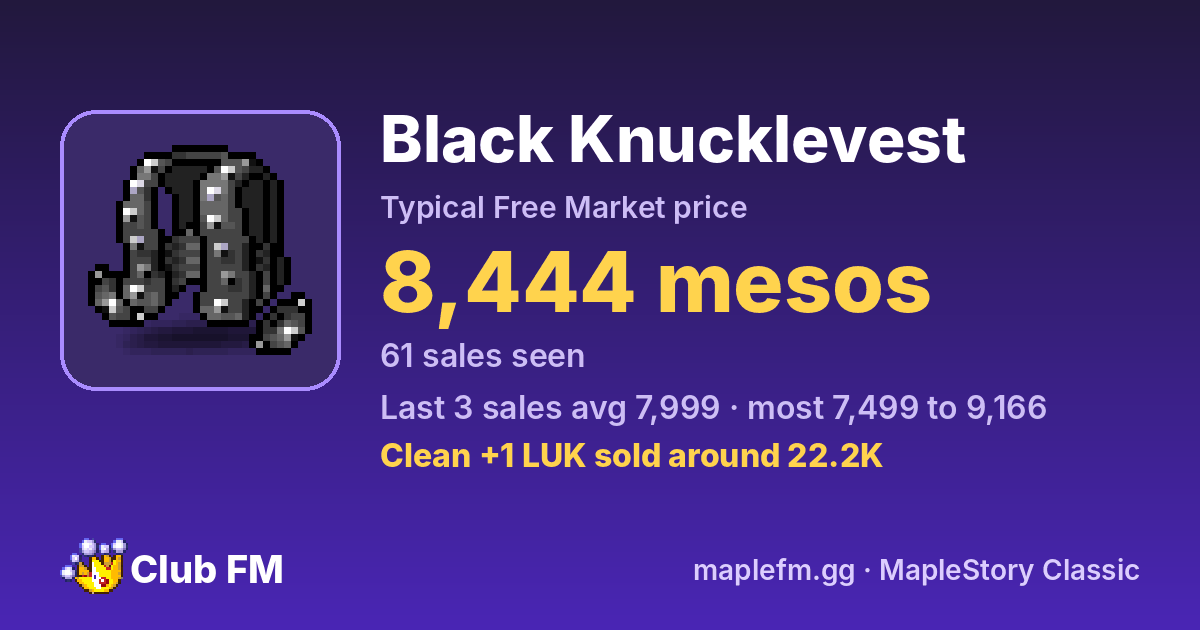 Black Knucklevest
Typical Free Market price
8,444 mesos
61 sales seen
Last 3 sales avg 7,999 · most 7,499 to 9,166
Clean +1 LUK sold around 22.2K
Club FM
maplefm.gg · MapleStory Classic